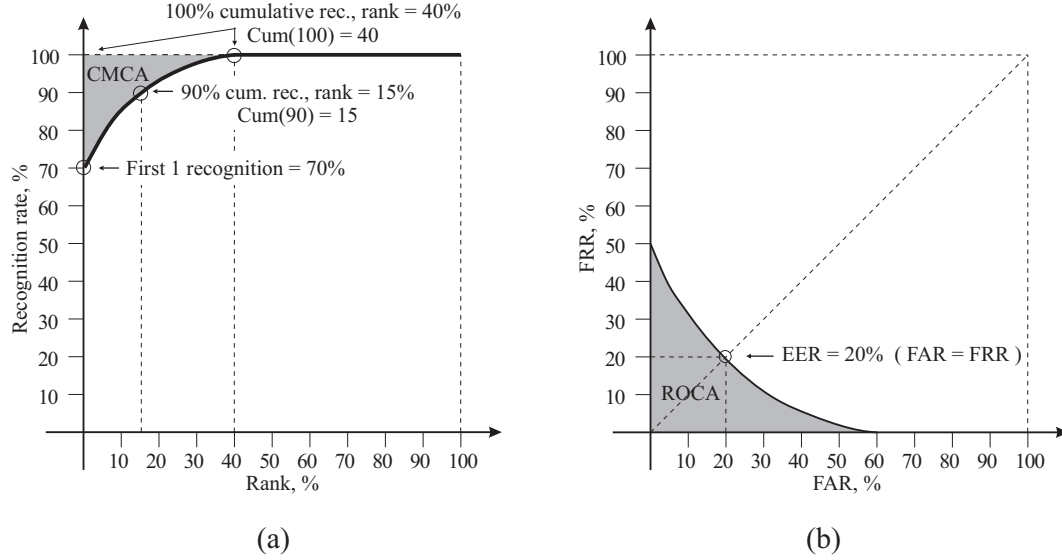 100% cumulative rec., rank = 40%
Cum(100) = 40
100
90
80
70
60
50
40
30
20
10
CMCA
90% cum. rec., rank = 15%
Cum(90) = 15
First 1 recognition = 70%
Recognition rate, %
10 20 30 40 50 60 70 80 90 100
Rank, %
(a)
100
90
80
70
60
50
40
30
20
10
FRR, %
EER = 20% ( FAR = FRR )
ROCA
10 20 30 40 50 60 70 80 90 100
FAR, %
(b)